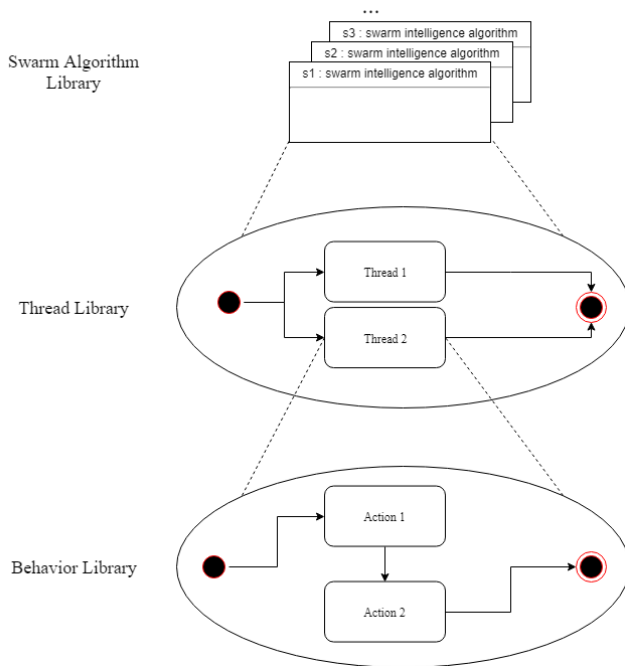 ...
s3 : swarm intelligence algorithm
s2 : swarm intelligence algorithm
s1 : swarm intelligence algorithm
Swarm Algorithm
Library
Thread 1
Thread Library
Thread 2
Action 1
Behavior Library
Action 2